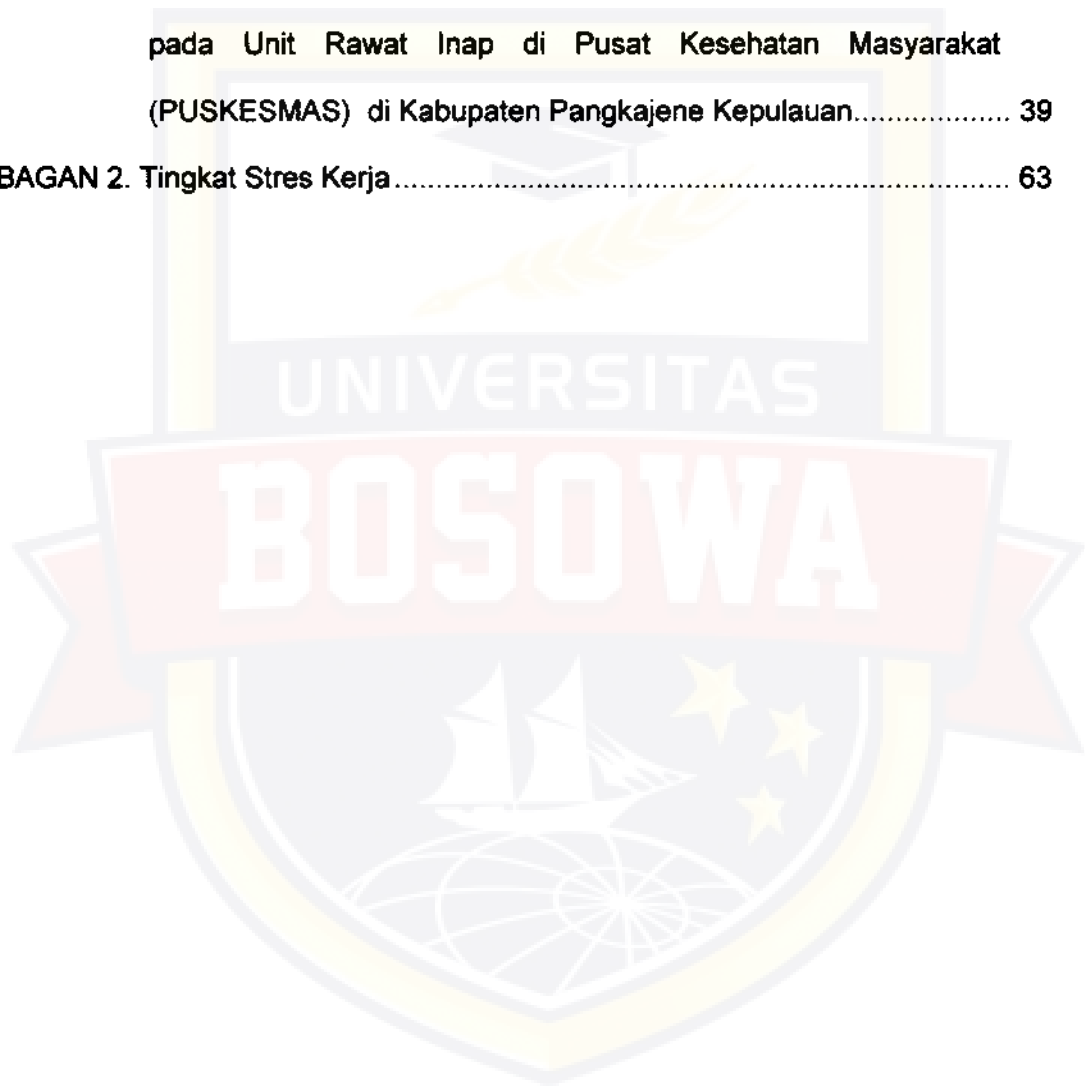 pada Unit Rawat Inap di Pusat Kesehatan Masyarakat
(PUSKESMAS) di Kabupaten Pangkajene Kepulauan.................. 39
BAGAN 2. Tingkat Stres Kerja.......................................................................... 63
UNIVERSITAS
BOSOWA